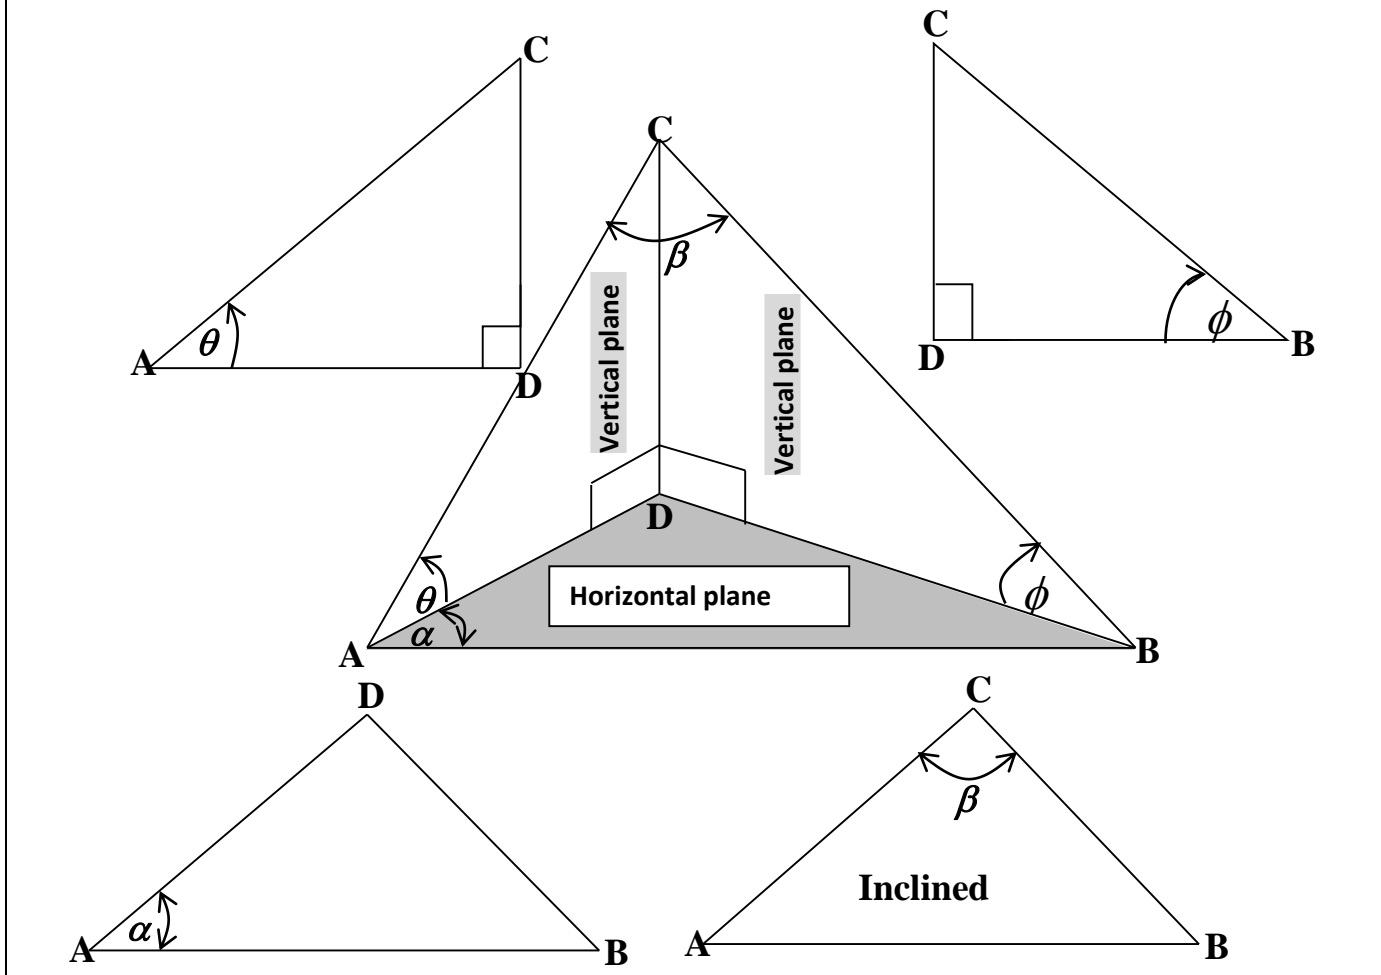 C
θ
A
D
C
D
ϕ
B
C
β
Vertical plane
Vertical plane
D
Horizontal plane
θ
α
ϕ
A
B
D
α
A
B
C
β
Inclined
A
B